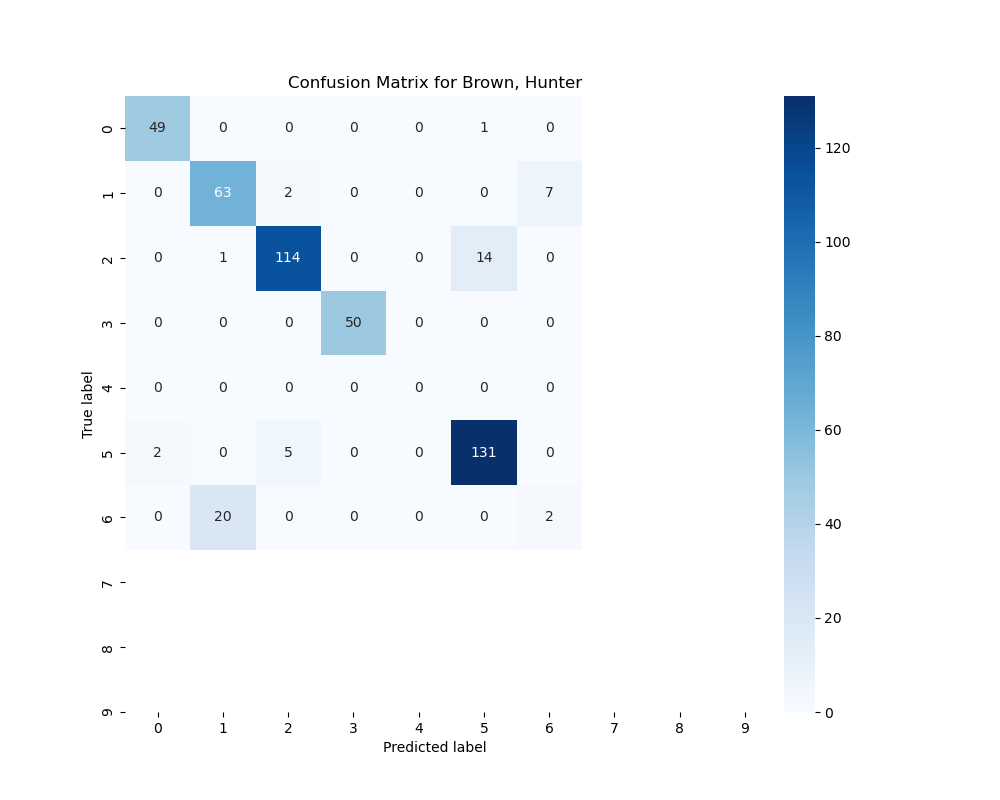 Confusion Matrix for Brown, Hunter
0 49 0 0 0 0 1 0
1 0 63 2 0 0 0 7
2 0 1 114 0 0 14 0
3 0 0 0 50 0 0 0
4 0 0 0 0 0 0 0
5 2 0 5 0 0 131 0
6 0 20 0 0 0 0 2
7
8
9
True label
0 1 2 3 4 5 6 7 8 9
Predicted label
120
100
80
60
40
20
0